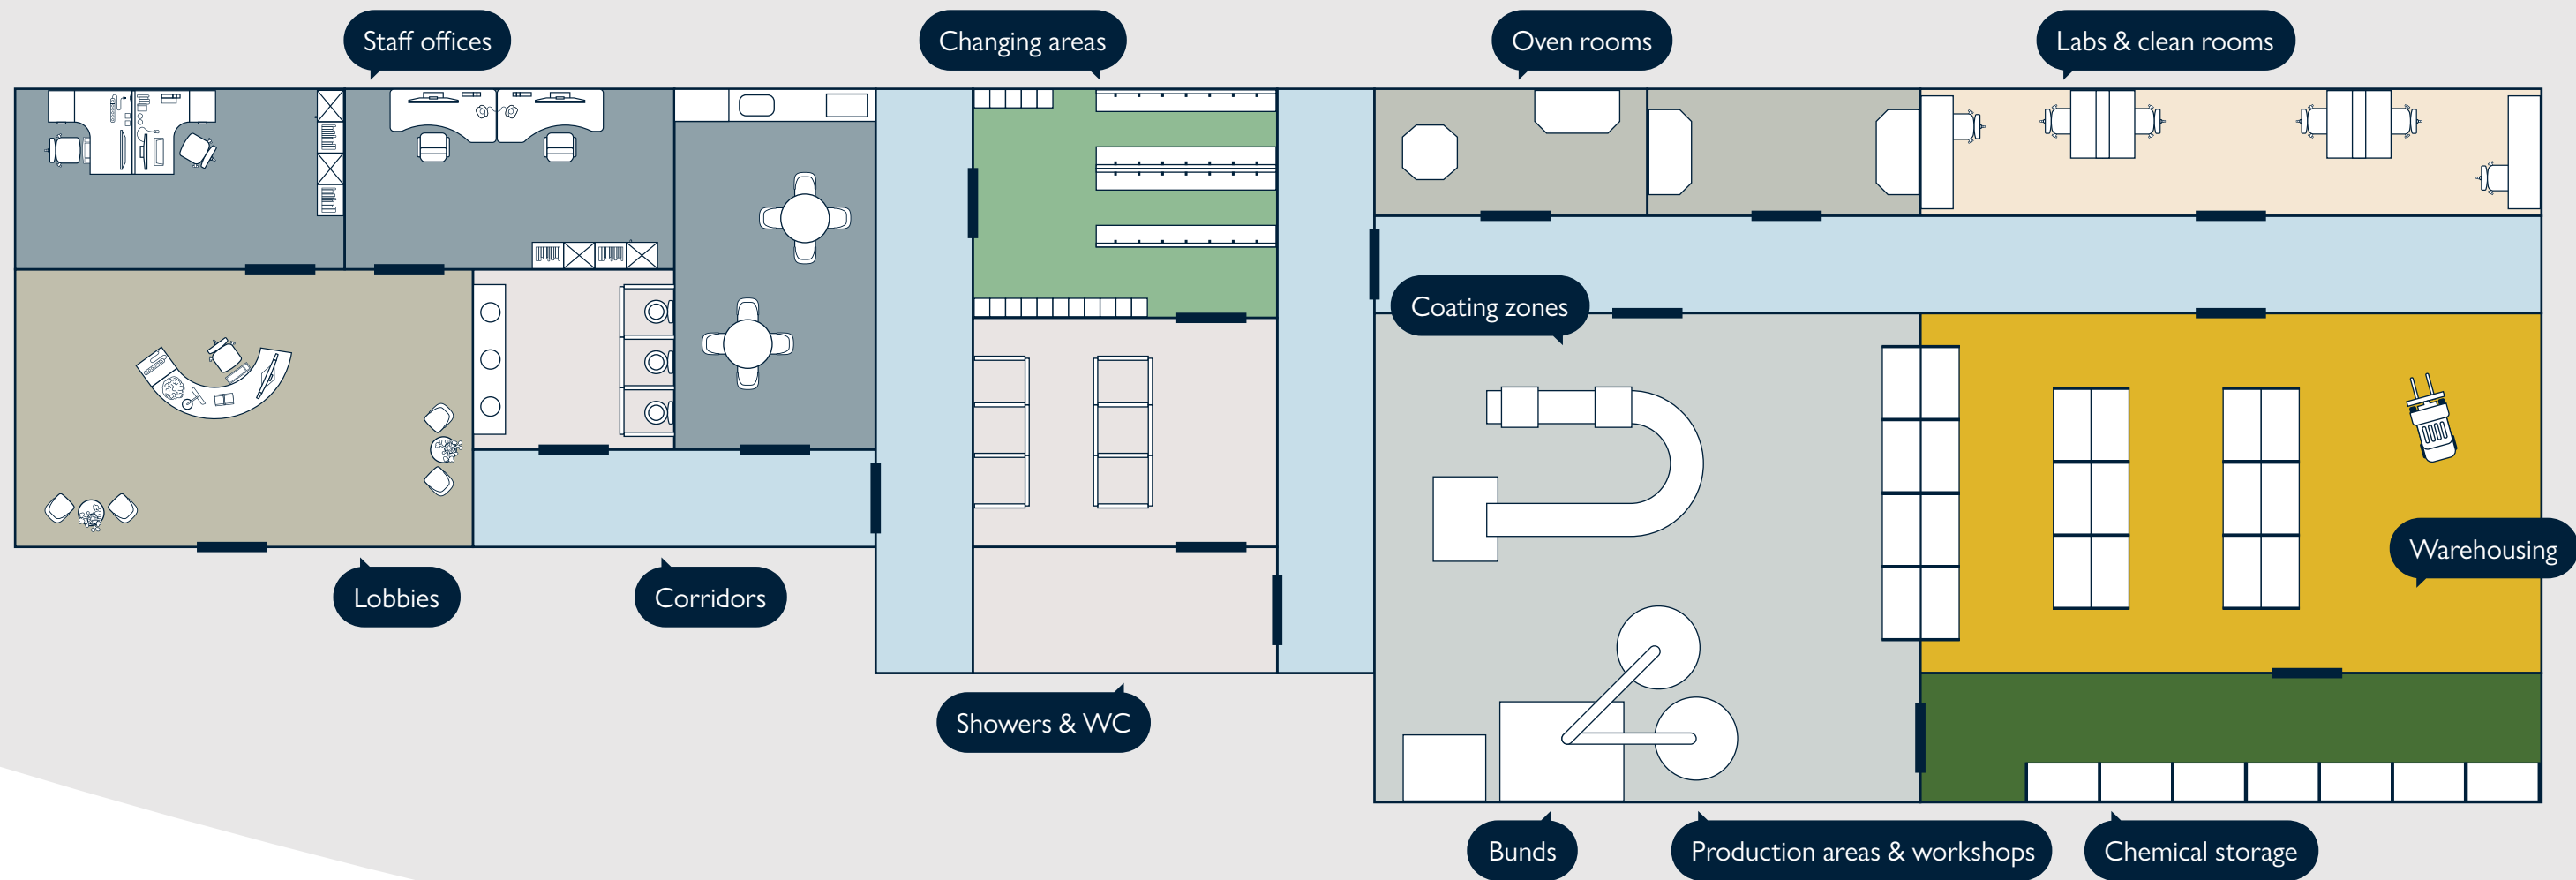 Staff offices
Changing areas
Oven rooms
Labs & clean rooms
Coating zones
Warehousing
Lobbies
Corridors
Showers & WC
Bunds
Production areas & workshops
Chemical storage